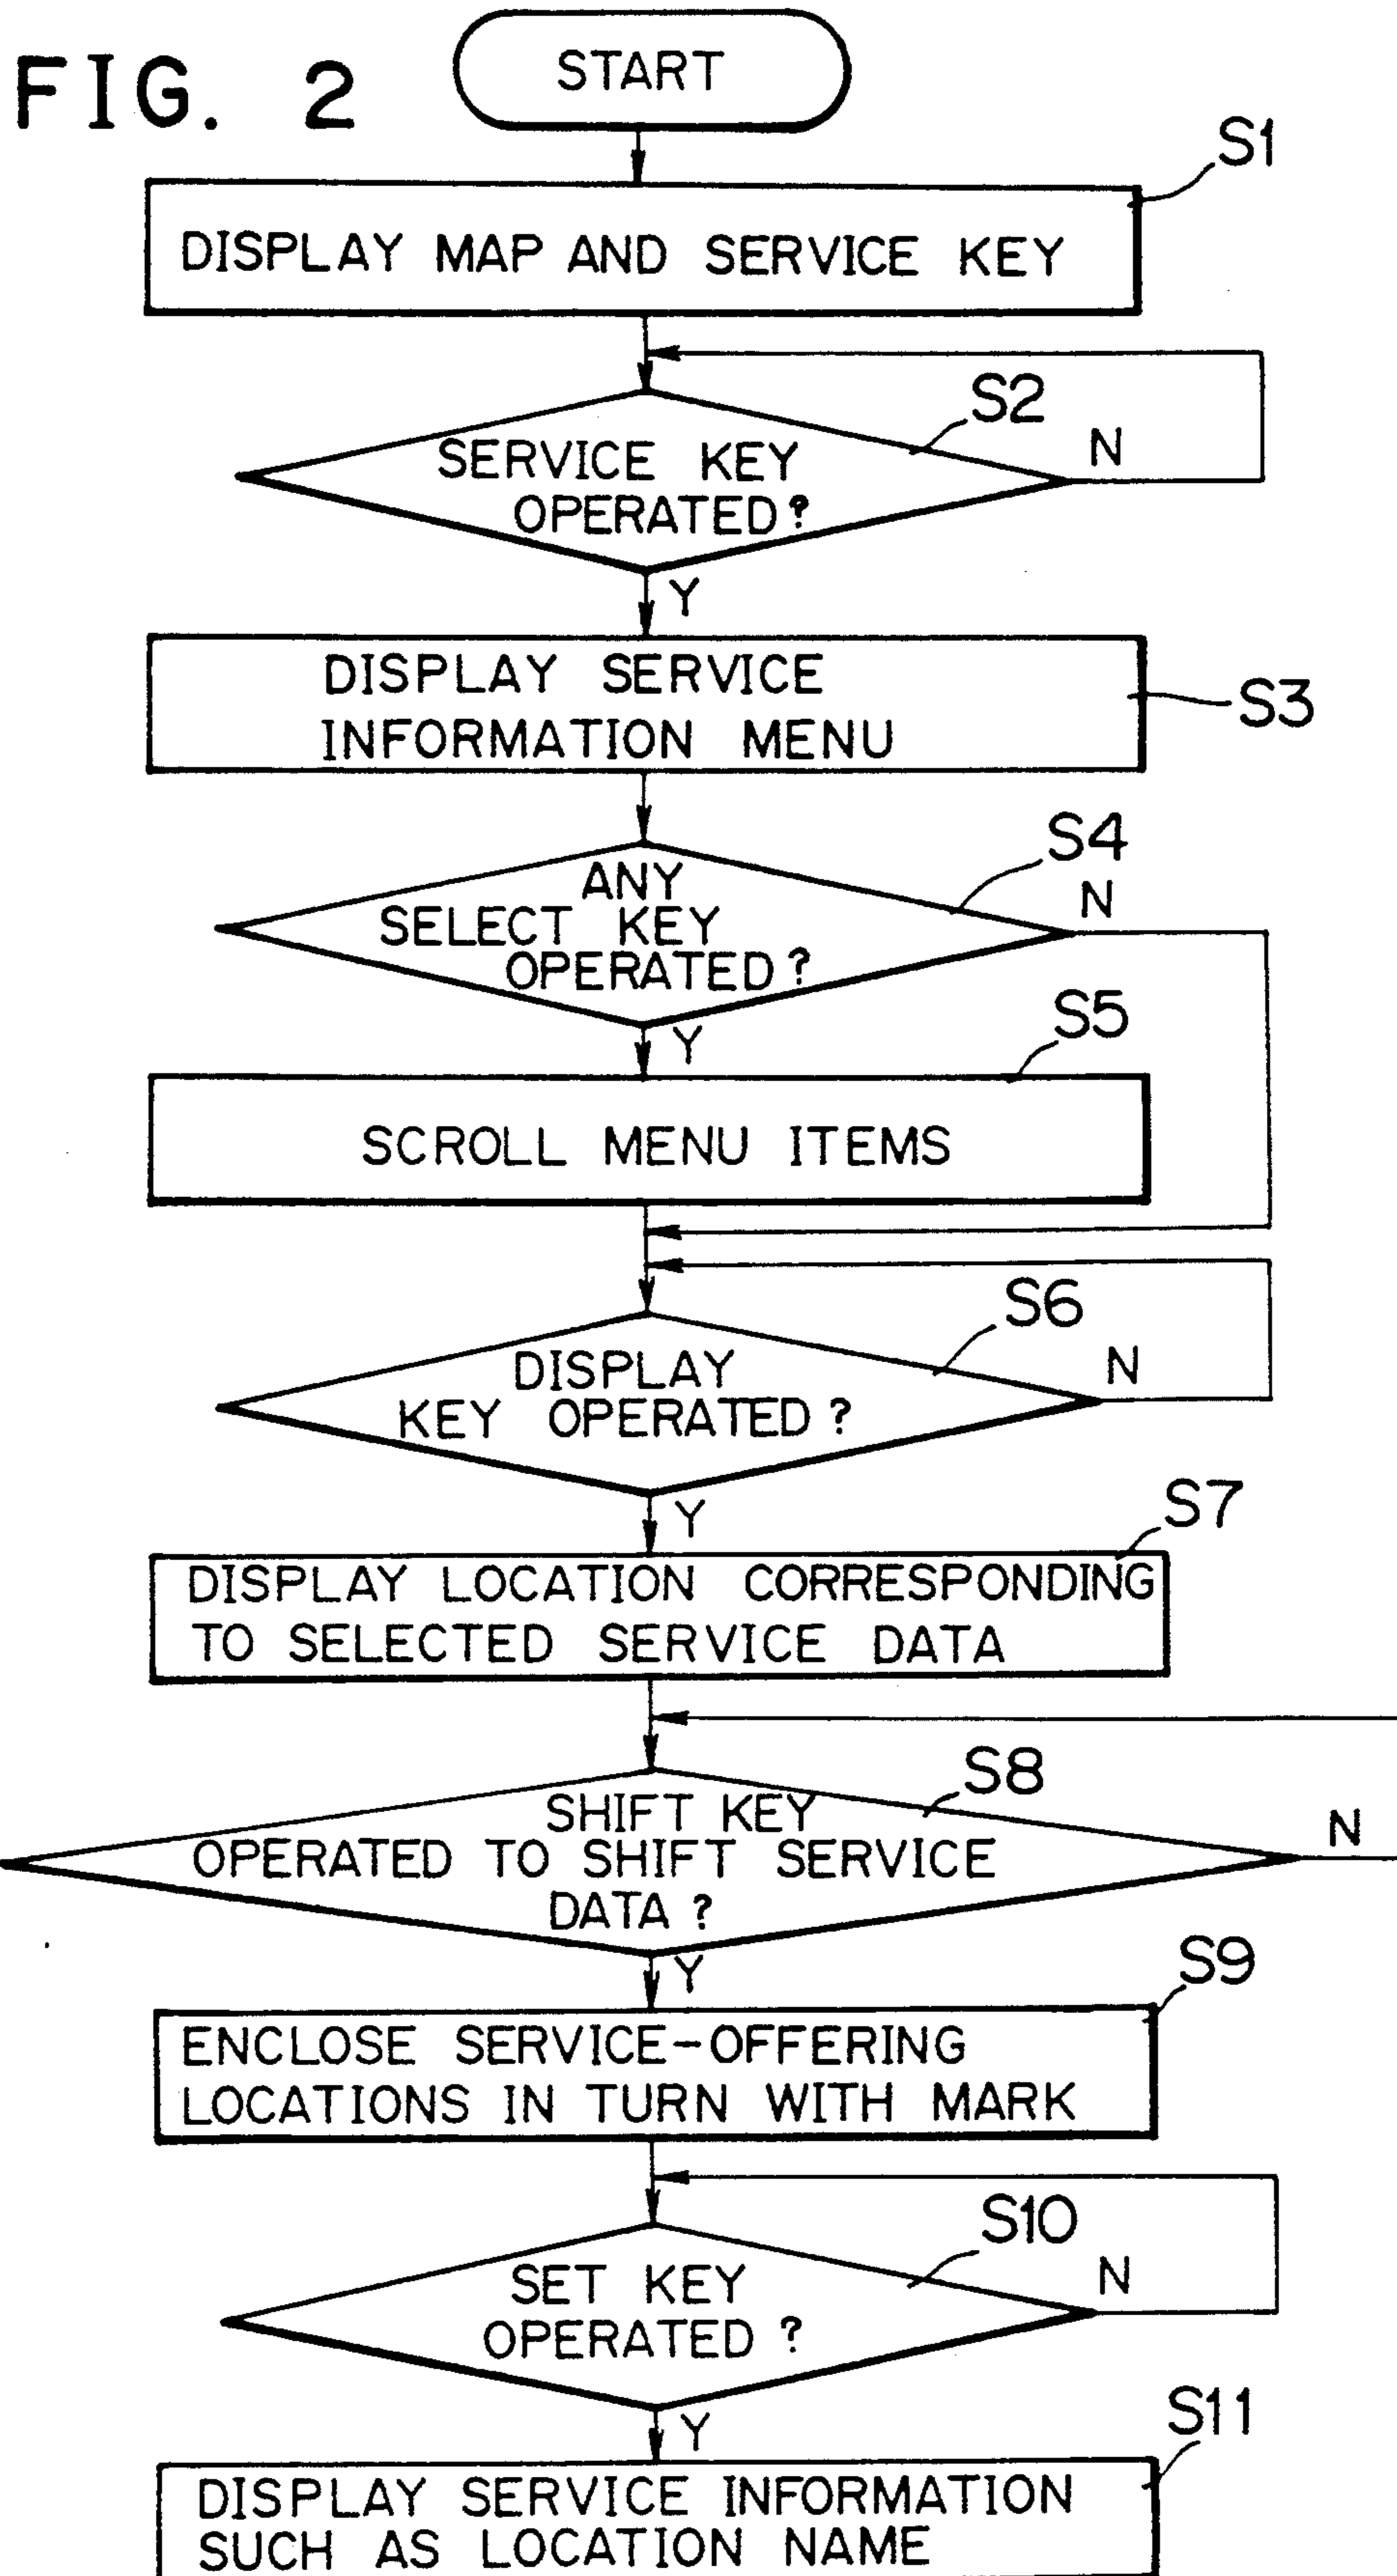 FIG. 2
START
S1
DISPLAY MAP AND SERVICE KEY
S2
SERVICE KEY
OPERATED?
N
Y
DISPLAY SERVICE
INFORMATION MENU
S3
S4
ANY
SELECT KEY
OPERATED?
N
Y
S5
SCROLL MENU ITEMS
S6
DISPLAY
KEY OPERATED?
N
Y
S7
DISPLAY LOCATION CORRESPONDING
TO SELECTED SERVICE DATA
S8
SHIFT KEY
OPERATED TO SHIFT SERVICE
DATA?
N
Y
S9
ENCLOSE SERVICE-OFFERING
LOCATIONS IN TURN WITH MARK
S10
SET KEY
OPERATED?
N
Y
S11
DISPLAY SERVICE INFORMATION
SUCH AS LOCATION NAME